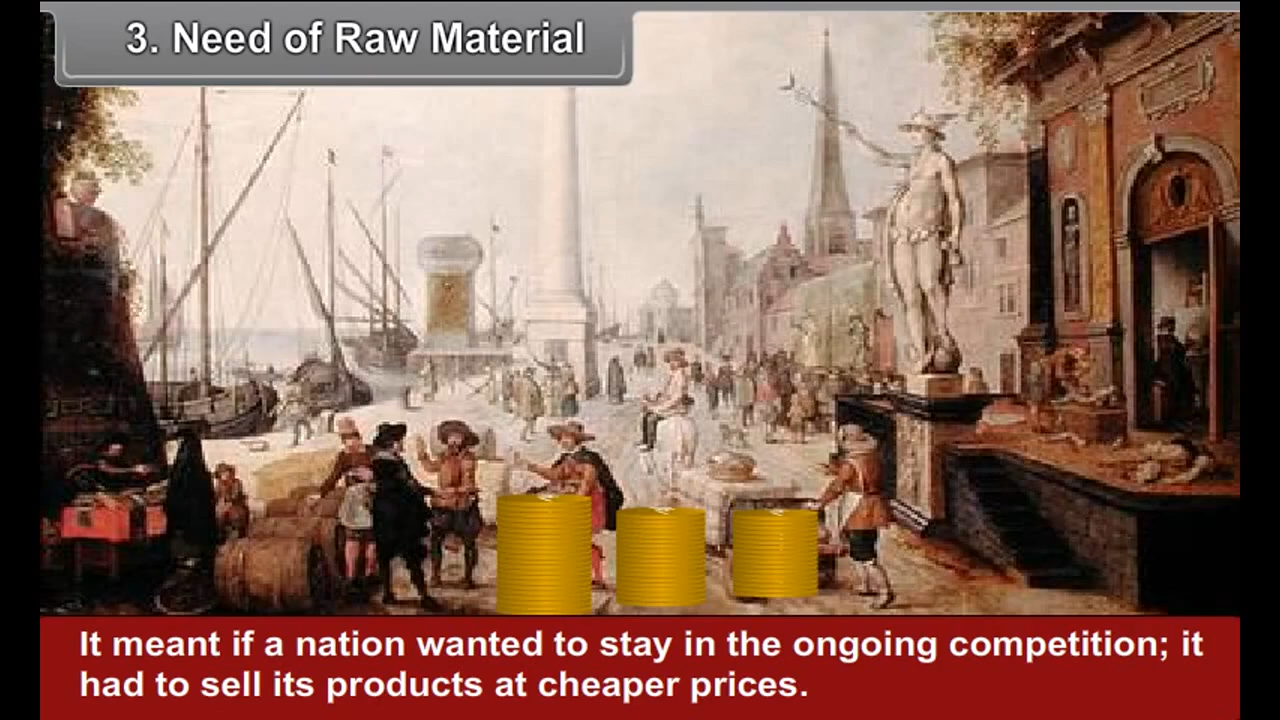 3. Need of Raw Material
It meant if a nation wanted to stay in the ongoing competition; it
had to sell its products at cheaper prices.